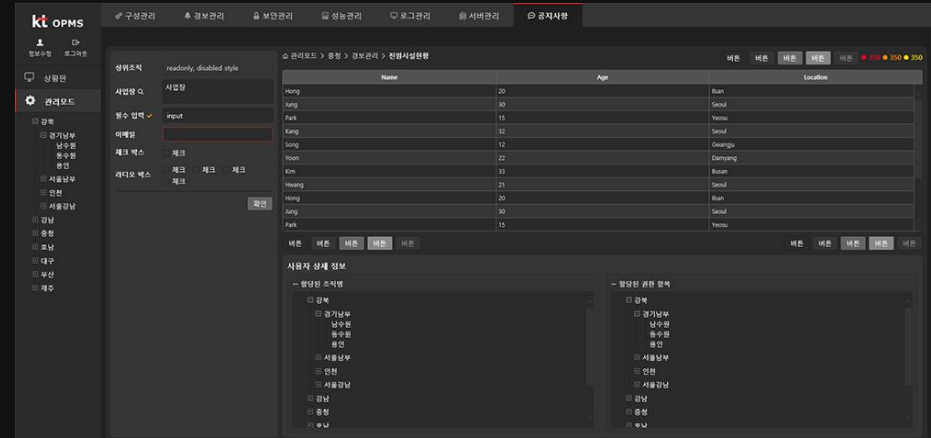 kt OPMS
구성관리 경보관리 보안관리 성능관리 로그관리 서버관리 공지사항
정보수정 로그아웃
상황판
관리모드
강북
경기남부
남수원
동수원
용인
서울남부
인천
서울강남
강남
충청
호남
대구
부산
제주
상위조직 readonly, disabled style
사업장 사업장
필수 입력 input
이메일
체크 박스 체크
라디오 박스 체크 체크 체크
체크
확인
관리모드 > 충청 > 경보관리 > 전원시설현황
버튼 버튼 버튼 버튼 버튼 350 350 350
Name Age Location
Hong 20 Ilsan
Jung 30 Seoul
Park 15 Yeosu
Kang 32 Seoul
Song 12 Gwangju
Yoon 22 Damyang
Kim 33 Busan
Hwang 21 Seoul
Hong 20 Ilsan
Jung 30 Seoul
Park 15 Yeosu
버튼 버튼 버튼 버튼 버튼 버튼 버튼 버튼 버튼 버튼
사용자 상세 정보
– 할당된 조직명
강북
경기남부
남수원
동수원
용인
서울남부
인천
서울강남
강남
충청
호남
– 할당된 권한 항목
강북
경기남부
남수원
동수원
용인
서울남부
인천
서울강남
강남
충청
호남